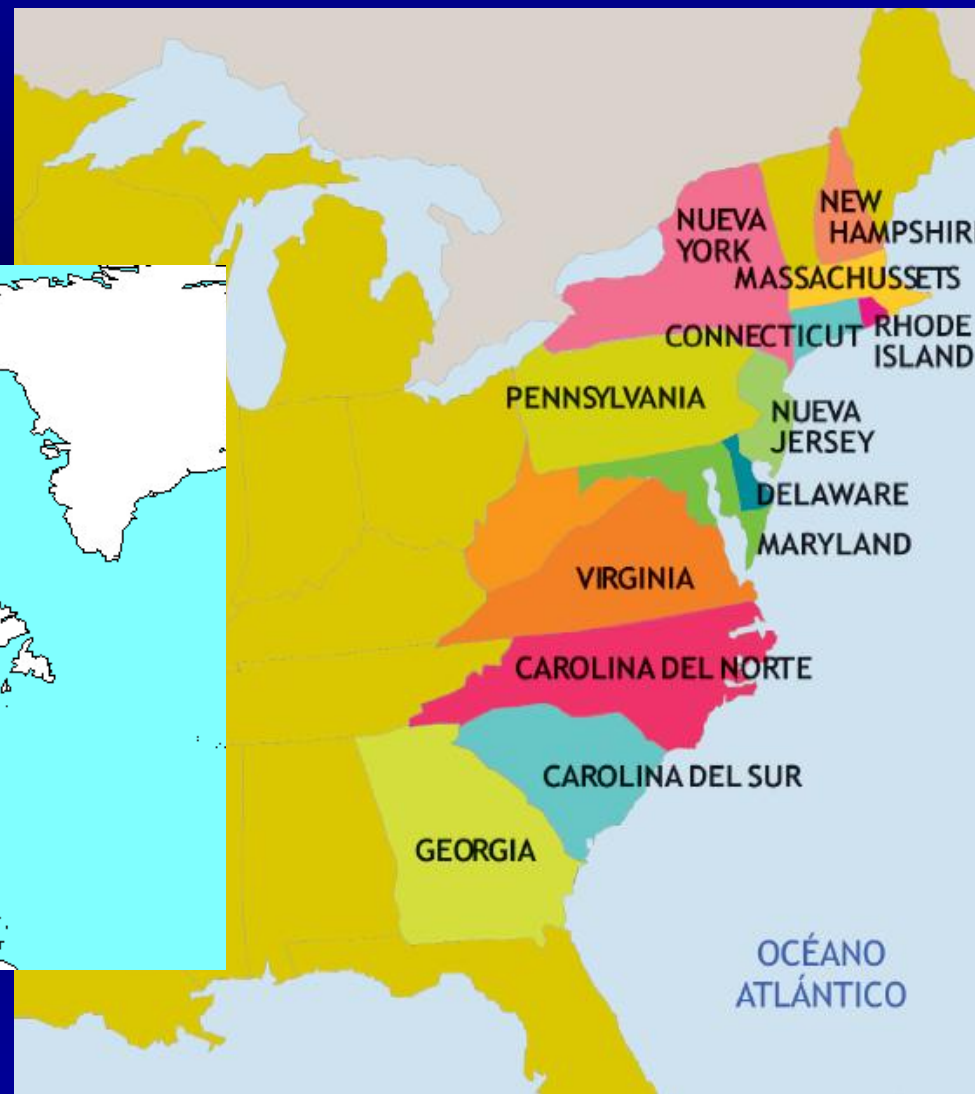 NEW
HAMPSHIR
NUEVA
YORK
MASSACHUSSETS
CONNECTICUT
RHODE
ISLAND
PENNSYLVANIA
NUEVA
JERSEY
DELAWARE
MARYLAND
VIRGINIA
CAROLINA DEL NORTE
CAROLINA DEL SUR
GEORGIA
OCÉANO
ATLÁNTICO